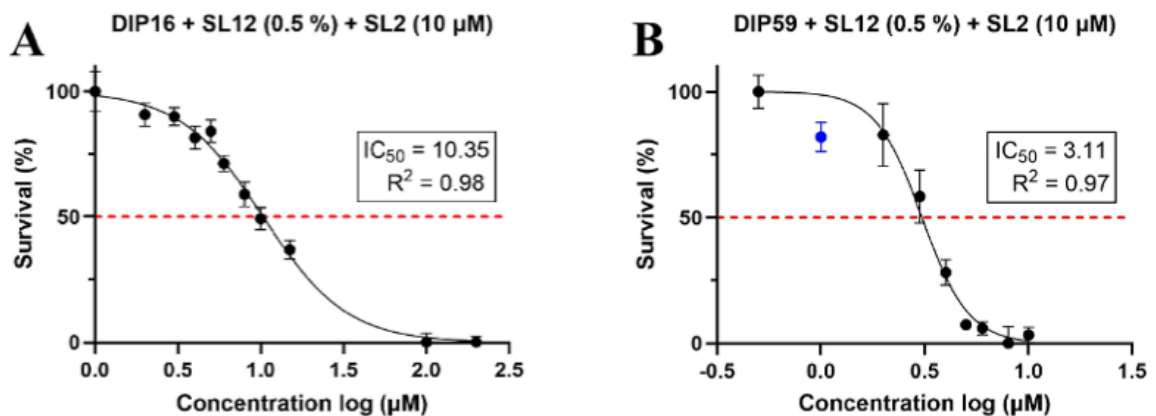 A
DIP16 + SL12 (0.5 %) + SL2 (10 µM)
Survival (%)
100
50
0
IC50 = 10.35
R2 = 0.98
0.0 0.5 1.0 1.5 2.0 2.5
Concentration log (µM)
B
DIP59 + SL12 (0.5 %) + SL2 (10 µM)
Survival (%)
100
50
0
IC50 = 3.11
R2 = 0.97
-0.5 0.0 0.5 1.0 1.5
Concentration log (µM)